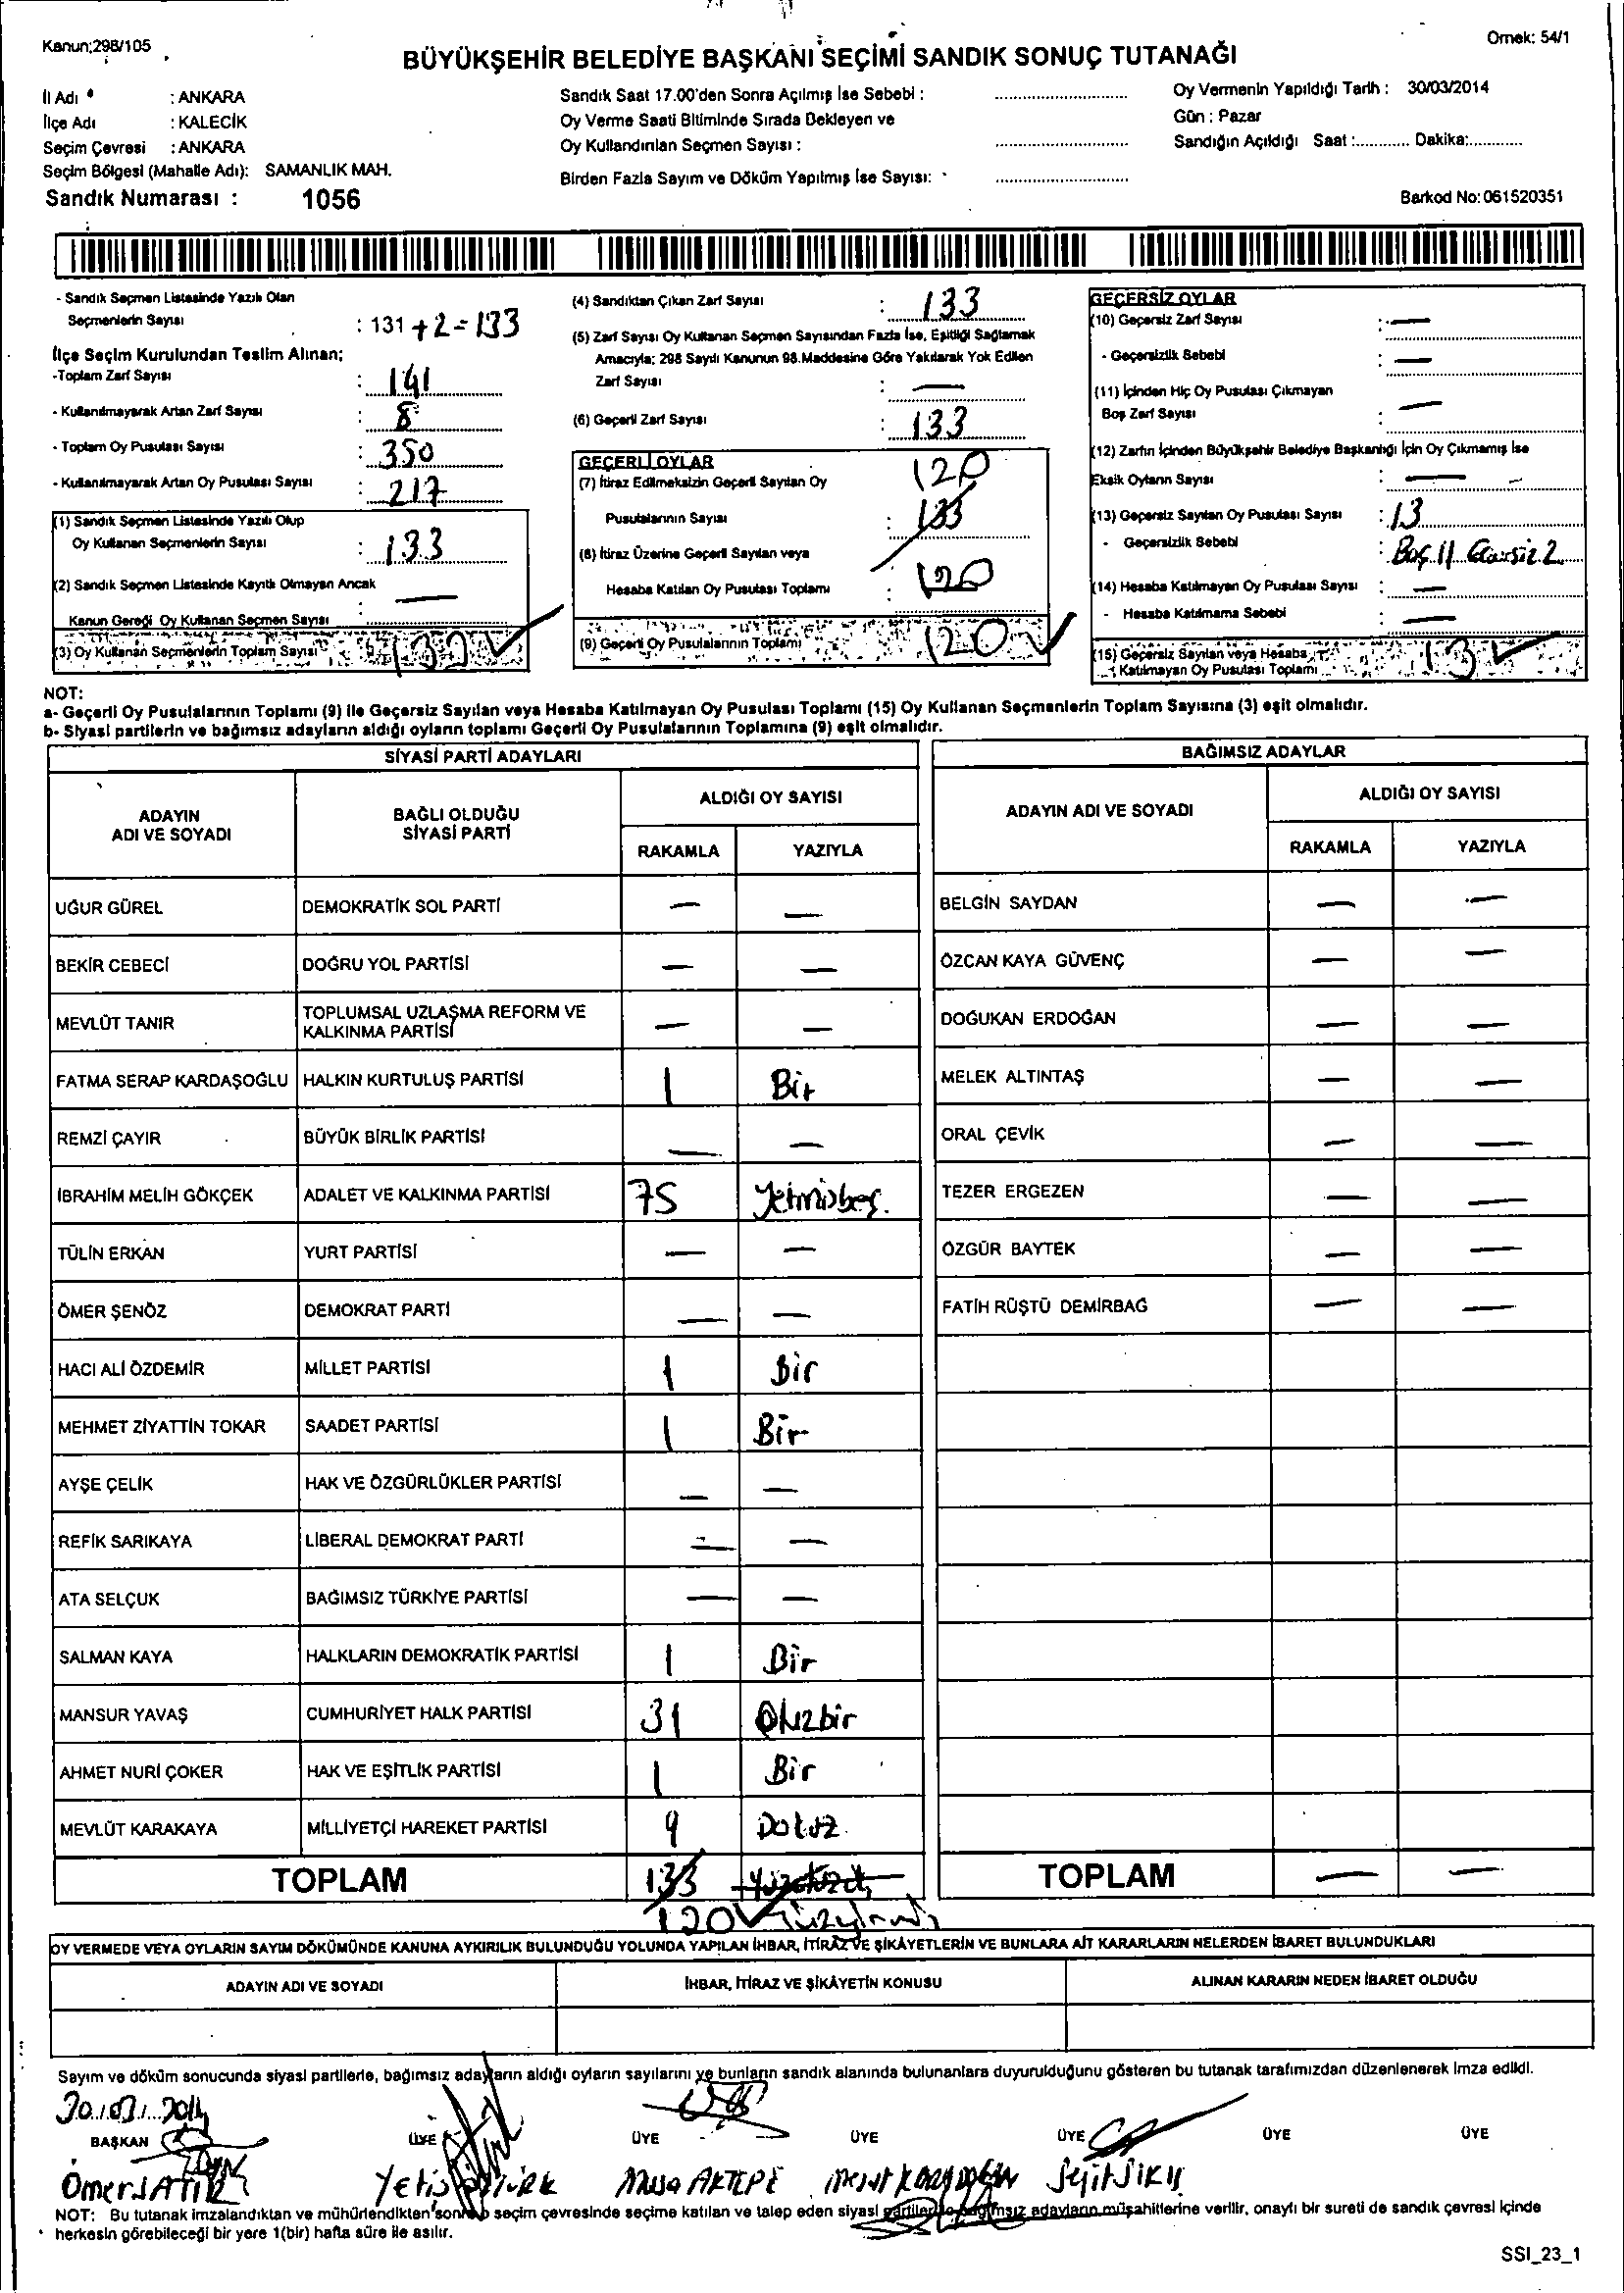 Kanun;298/105
Örnek: 54/1
BÜYÜKŞEHİR BELEDİYE BAŞKANI SEÇİMİ SANDIK SONUÇ TUTANAĞI
İl Adı : ANKARA
İlçe Adı : KALECİK
Seçim Çevresi : ANKARA
Seçim Bölgesi (Mahalle Adı): SAMANLIK MAH.
Sandık Numarası : 1056
Sandık Saat 17.00'den Sonra Açılmış İse Sebebi :
Oy Verme Saati Bitiminde Sırada Bekleyen ve
Oy Kullandırılan Seçmen Sayısı :
Birden Fazla Sayım ve Döküm Yapılmış İse Sayısı:
Oy Vermenin Yapıldığı Tarih : 30/03/2014
Gün : Pazar
Sandığın Açıldığı Saat :............ Dakika:............
Barkod No: 061520351
- Sandık Seçmen Listesinde Yazılı Olan
Seçmenlerin Sayısı : 131 + 2 = 133
İlçe Seçim Kurulundan Teslim Alınan;
-Toplam Zarf Sayısı : 141
- Kullanılmayarak Artan Zarf Sayısı : 8
- Toplam Oy Pusulası Sayısı : 350
- Kullanılmayarak Artan Oy Pusulası Sayısı : 217
(1) Sandık Seçmen Listesinde Yazılı Olup
Oy Kullanan Seçmenlerin Sayısı : 133
(2) Sandık Seçmen Listesinde Kayıtlı Olmayan Ancak
Kanun Gereği Oy Kullanan Seçmen Sayısı : —
(3) Oy Kullanan Seçmenlerin Toplam Sayısı 133
(4) Sandıktan Çıkan Zarf Sayısı : 133
(5) Zarf Sayısı Oy Kullanan Seçmen Sayısından Fazla İse, Eşitliği Sağlamak
Amacıyla; 298 Sayılı Kanunun 98.Maddesine Göre Yakılarak Yok Edilen
Zarf Sayısı : —
(6) Geçerli Zarf Sayısı : 133
GEÇERLİ OYLAR
(7) İtiraz Edilmeksizin Geçerli Sayılan Oy 120
Pusulalarının Sayısı : 133
(8) İtiraz Üzerine Geçerli Sayılan veya
Hesaba Katılan Oy Pusulası Toplamı : 120
(9) Geçerli Oy Pusulalarının Toplamı 120
GEÇERSİZ OYLAR
(10) Geçersiz Zarf Sayısı : —
- Geçersizlik Sebebi : —
(11) İçinden Hiç Oy Pusulası Çıkmayan
Boş Zarf Sayısı : —
(12) Zarfın İçinden Büyükşehir Belediye Başkanlığı İçin Oy Çıkmamış İse
Eksik Oyların Sayısı : —
(13) Geçersiz Sayılan Oy Pusulası Sayısı : 13
- Geçersizlik Sebebi : Boş 11 2
(14) Hesaba Katılmayan Oy Pusulası Sayısı : —
- Hesaba Katılmama Sebebi : —
(15) Geçersiz Sayılan veya Hesaba
Katılmayan Oy Pusulası Toplamı 13
NOT:
a- Geçerli Oy Pusulalarının Toplamı (9) ile Geçersiz Sayılan veya Hesaba Katılmayan Oy Pusulası Toplamı (15) Oy Kullanan Seçmenlerin Toplam Sayısına (3) eşit olmalıdır.
b- Siyasi partilerin ve bağımsız adayların aldığı oyların toplamı Geçerli Oy Pusulalarının Toplamına (9) eşit olmalıdır.
SİYASİ PARTİ ADAYLARI
ADAYIN ADI VE SOYADI
BAĞLI OLDUĞU SİYASİ PARTİ
ALDIĞI OY SAYISI
RAKAMLA YAZIYLA
UĞUR GÜREL DEMOKRATİK SOL PARTİ — —
BEKİR CEBECİ DOĞRU YOL PARTİSİ — —
MEVLÜT TANIR TOPLUMSAL UZLAŞMA REFORM VE KALKINMA PARTİSİ — —
FATMA SERAP KARDAŞOĞLU HALKIN KURTULUŞ PARTİSİ 1 Bir
REMZİ ÇAYIR BÜYÜK BİRLİK PARTİSİ — —
İBRAHİM MELİH GÖKÇEK ADALET VE KALKINMA PARTİSİ 75 Yetmişbeş.
TÜLİN ERKAN YURT PARTİSİ — —
ÖMER ŞENÖZ DEMOKRAT PARTİ — —
HACI ALİ ÖZDEMİR MİLLET PARTİSİ 1 Bir
MEHMET ZİYATTİN TOKAR SAADET PARTİSİ 1 Bir
AYŞE ÇELİK HAK VE ÖZGÜRLÜKLER PARTİSİ — —
REFİK SARIKAYA LİBERAL DEMOKRAT PARTİ — —
ATA SELÇUK BAĞIMSIZ TÜRKİYE PARTİSİ — —
SALMAN KAYA HALKLARIN DEMOKRATİK PARTİSİ 1 Bir
MANSUR YAVAŞ CUMHURİYET HALK PARTİSİ 31 Otuzbir
AHMET NURİ ÇOKER HAK VE EŞİTLİK PARTİSİ 1 Bir
MEVLÜT KARAKAYA MİLLİYETÇİ HAREKET PARTİSİ 9 Dokuz
TOPLAM 133
120 Yüzyirmi
BAĞIMSIZ ADAYLAR
ADAYIN ADI VE SOYADI
ALDIĞI OY SAYISI
RAKAMLA YAZIYLA
BELGİN SAYDAN — —
ÖZCAN KAYA GÜVENÇ — —
DOĞUKAN ERDOĞAN — —
MELEK ALTINTAŞ — —
ORAL ÇEVİK — —
TEZER ERGEZEN — —
ÖZGÜR BAYTEK — —
FATİH RÜŞTÜ DEMİRBAĞ — —
TOPLAM — —
OY VERMEDE VEYA OYLARIN SAYIM DÖKÜMÜNDE KANUNA AYKIRILIK BULUNDUĞU YOLUNDA YAPILAN İHBAR, İTİRAZ VE ŞİKÂYETLERİN VE BUNLARA AİT KARARLARIN NELERDEN İBARET BULUNDUKLARI
ADAYIN ADI VE SOYADI İHBAR, İTİRAZ VE ŞİKÂYETİN KONUSU ALINAN KARARIN NEDEN İBARET OLDUĞU
Sayım ve döküm sonucunda siyasi partilerle, bağımsız adayların aldığı oyların sayılarını ve bunların sandık alanında bulunanlara duyurulduğunu gösteren bu tutanak tarafımızdan düzenlenerek imza edildi.
30/03/2014
BAŞKAN ÜYE ÜYE ÜYE ÜYE ÜYE ÜYE
Ömer Musa AKTEPE
NOT: Bu tutanak imzalandıktan ve mühürlendikten sonra seçim çevresinde seçime katılan ve talep eden siyasi partiler ile bağımsız adayların müşahitlerine verilir, onaylı bir sureti de sandık çevresi içinde
herkesin görebileceği bir yere 1(bir) hafta süre ile asılır.
SSI_23_1